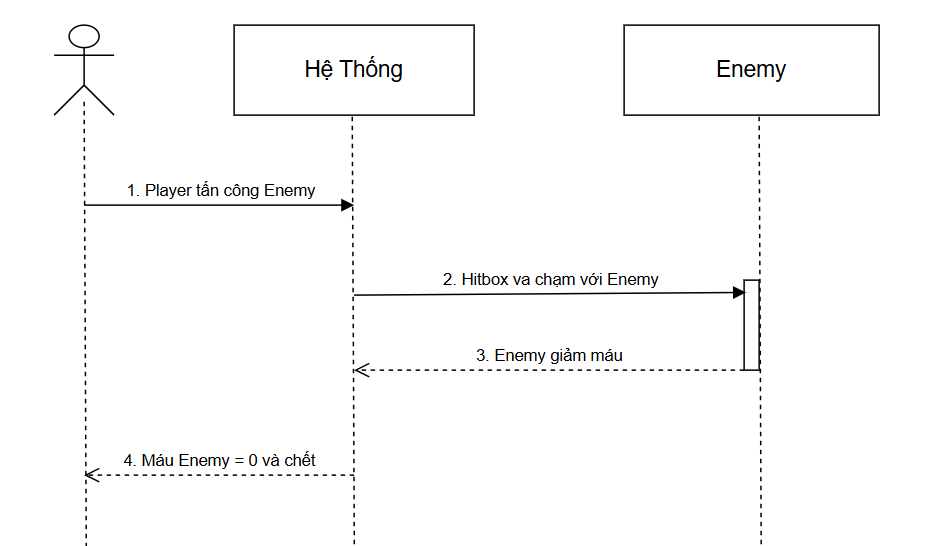 Hệ Thống
Enemy
1. Player tấn công Enemy
2. Hitbox va chạm với Enemy
3. Enemy giảm máu
4. Máu Enemy = 0 và chết